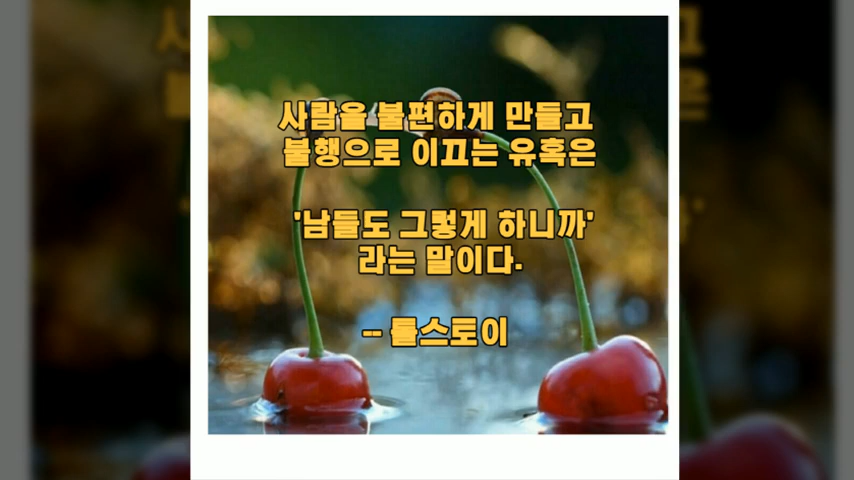 사람을 불편하게 만들고
불행으로 이끄는 유혹은
'남들도 그렇게 하니까'
라는 말이다.
-- 톨스토이